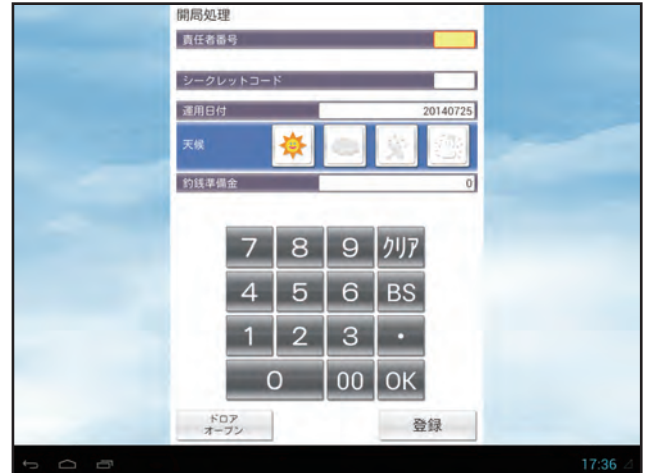 開局処理
責任者番号
シークレットコード
運用日付 20140725
天候
釣銭準備金 0
7 8 9 クリア
4 5 6 BS
1 2 3 ・
0 00 OK
ドロア
オープン
登録
17:36